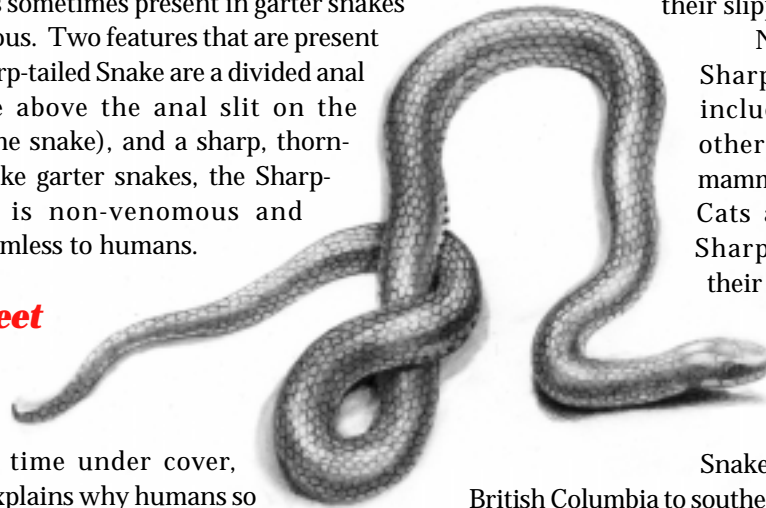 s sometimes present in garter snakes
ous. Two features that are present
rp-tailed Snake are a divided anal
e above the anal slit on the
he snake), and a sharp, thorn-
ke garter snakes, the Sharp-
is non-venomous and
mless to humans.
eet
time under cover,
xplains why humans so
their slipp
N
Sharp
includ
other
mamm
Cats a
Sharp
their
Snake
British Columbia to southe